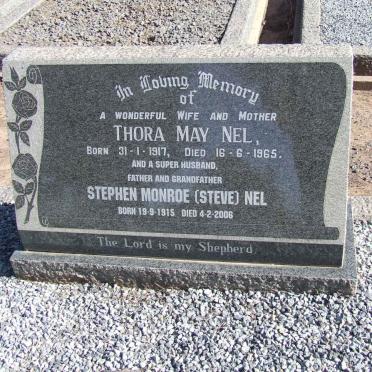 In Loving Memory
of
A WONDERFUL WIFE AND MOTHER
THORA MAY NEL,
BORN 31-1-1917, DIED 16-6-1965.
AND A SUPER HUSBAND,
FATHER AND GRANDFATHER
STEPHEN MONROE (STEVE) NEL
BORN 19-9-1915 DIED 4-2-2006
The Lord is my Shepherd